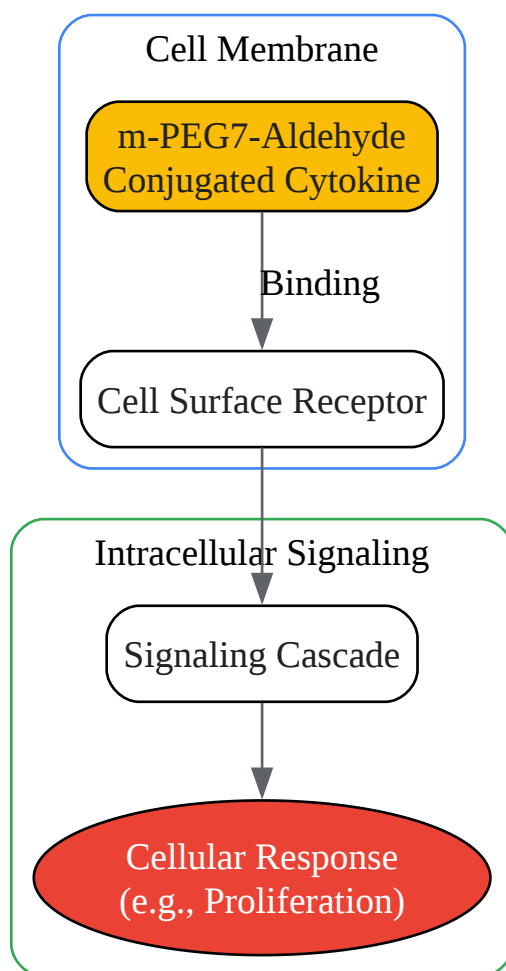 Cell Membrane
m-PEG7-Aldehyde
Conjugated Cytokine
Binding
Cell Surface Receptor
Intracellular Signaling
Signaling Cascade
Cellular Response
(e.g., Proliferation)